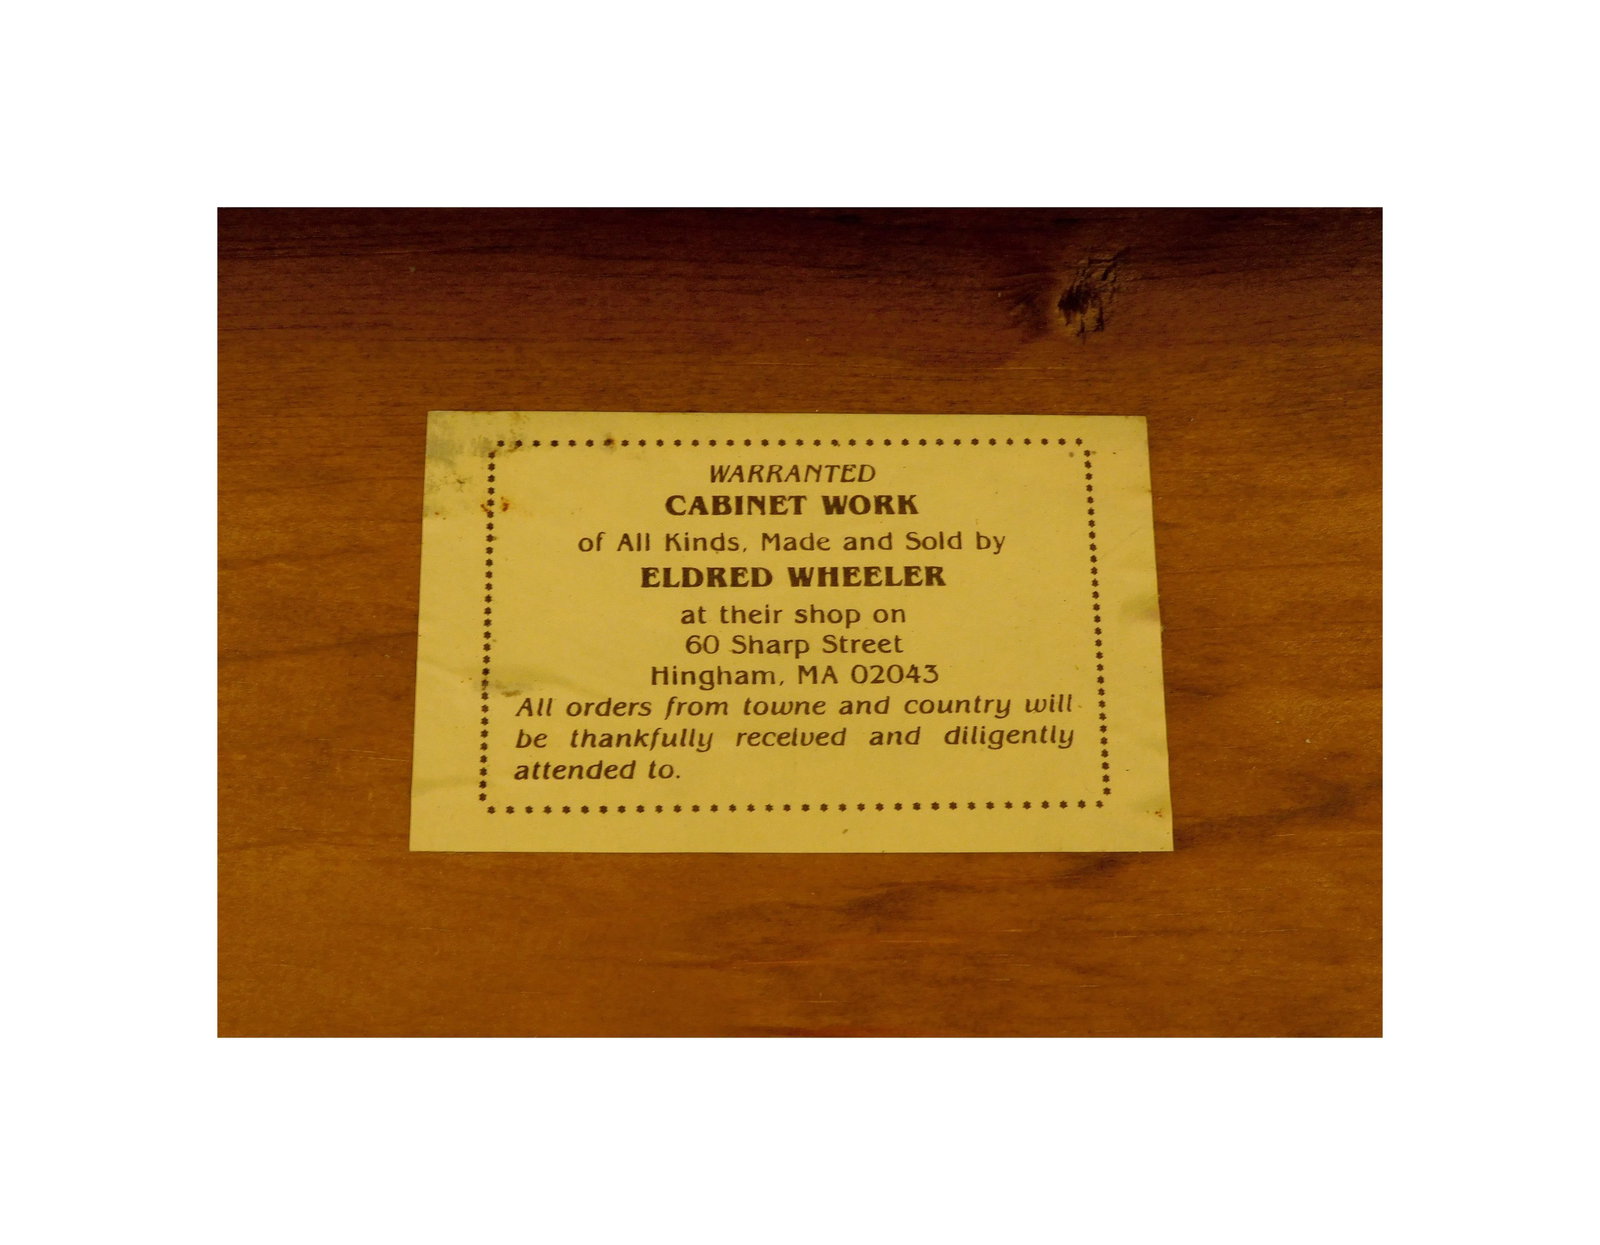 WARRANTED
CABINET WORK
of All Kinds, Made and Sold by
ELDRED WHEELER
at their shop on
60 Sharp Street
Hingham, MA 02043
All orders from towne and country will
be thankfully received and diligently
attended to.